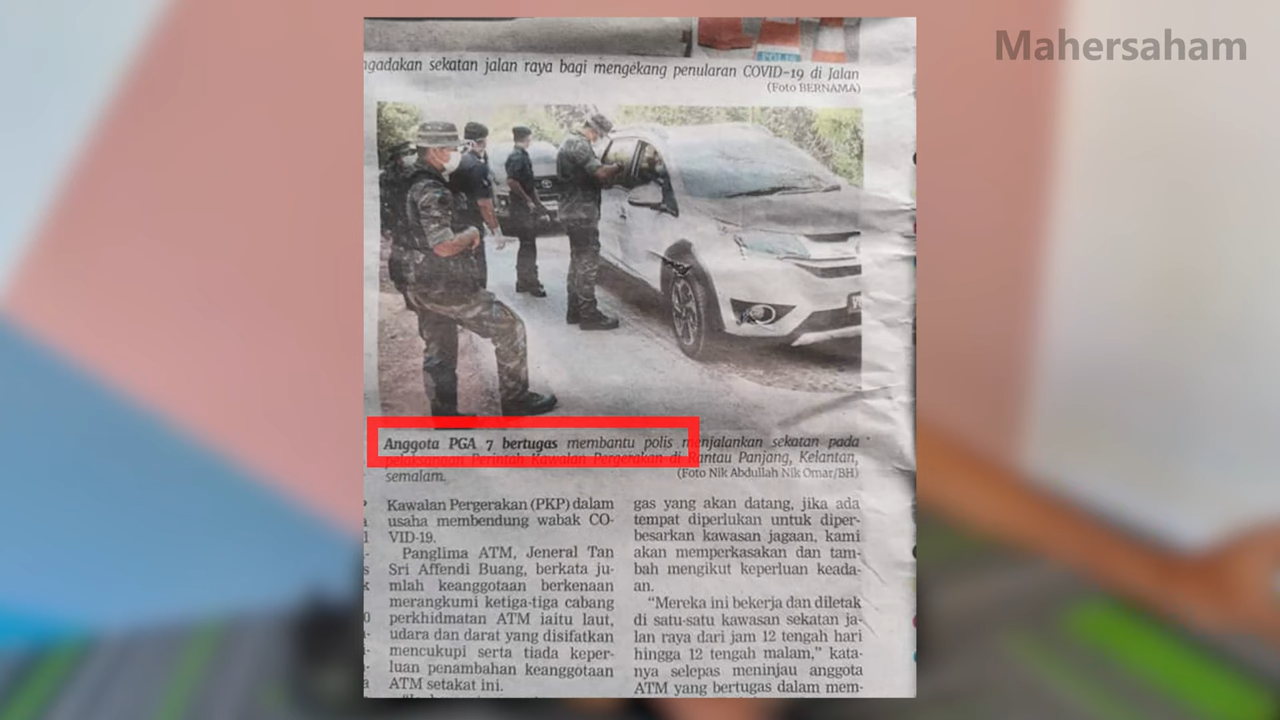 Mahersaham
ngadakan sekatan jalan raya bagi mengekang penularan COVID-19 di Jalan
(Foto BERNAMA)
Anggota PGA 7 bertugas membantu polis menjalankan sekatan pada
pelaksanaan Perintah Kawalan Pergerakan di Rantau Panjang, Kelantan,
semalam.
(Foto Nik Abdullah Nik Omar/BH)
Kawalan Pergerakan (PKP) dalam
usaha membendung wabak CO-
VID-19.
Panglima ATM, Jeneral Tan
Sri Affendi Buang, berkata ju-
mlah keanggotaan berkenaan
merangkumi ketiga-tiga cabang
perkhidmatan ATM iaitu laut,
udara dan darat yang disifatkan
mencukupi serta tiada keper-
luan penambahan keanggotaan
ATM setakat ini.
gas yang akan datang, jika ada
tempat diperlukan untuk diper-
besarkan kawasan jagaan, kami
akan memperkasakan dan tam-
bah mengikut keperluan keada-
an.
"Mereka ini bekerja dan diletak
di satu-satu kawasan sekatan ja-
lan raya dari jam 12 tengah hari
hingga 12 tengah malam," kata-
nya selepas meninjau anggota
ATM yang bertugas dalam mem-